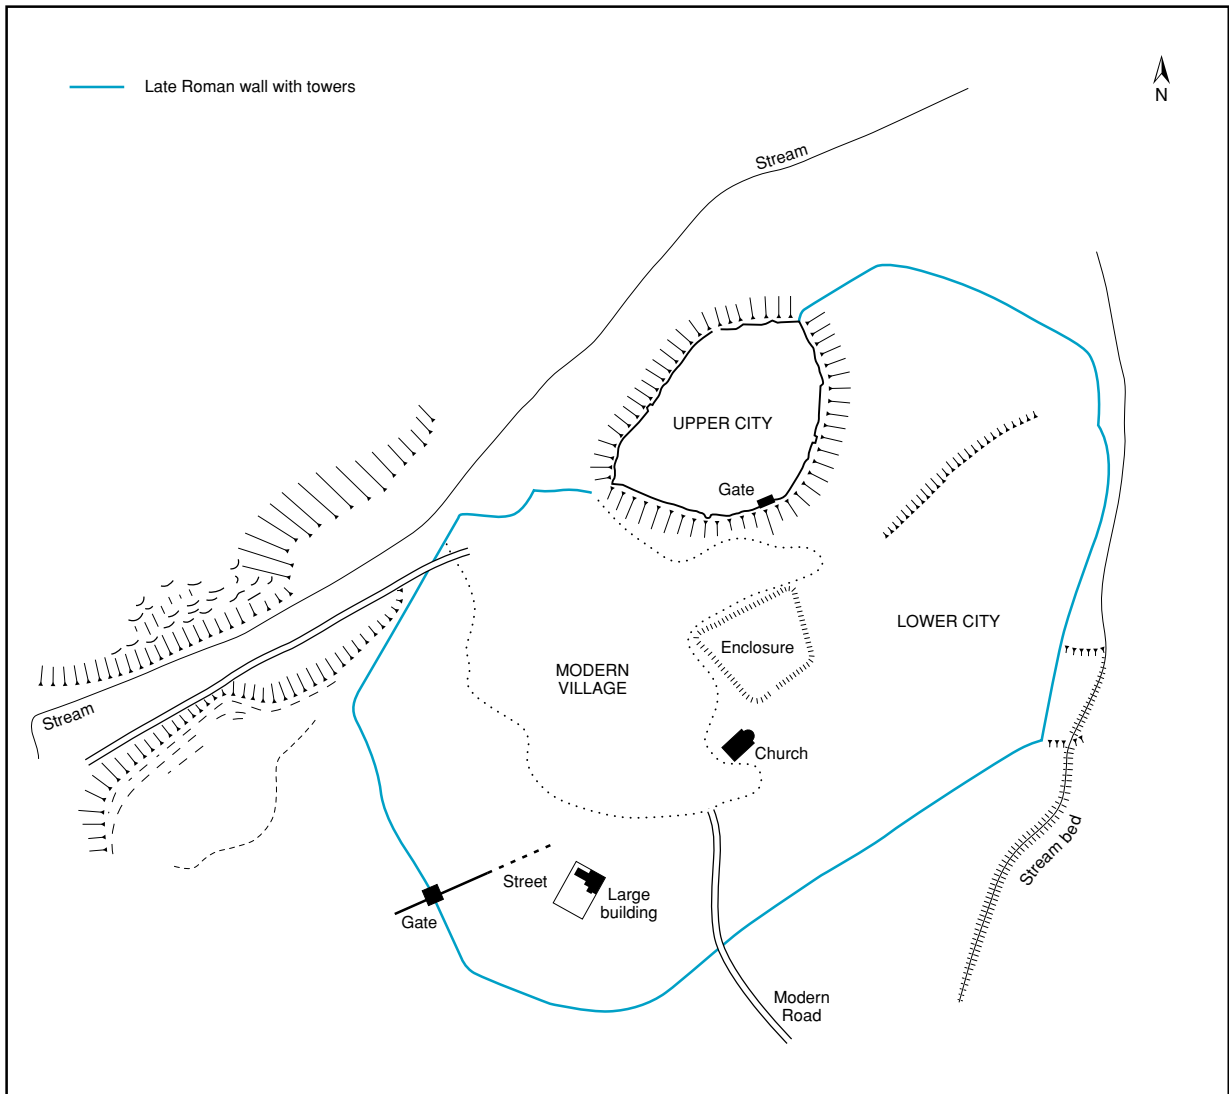 Late Roman wall with towers
N
Stream
UPPER CITY
Gate
LOWER CITY
Enclosure
MODERN
VILLAGE
Stream
Church
Stream bed
Street
Large
building
Gate
Modern
Road